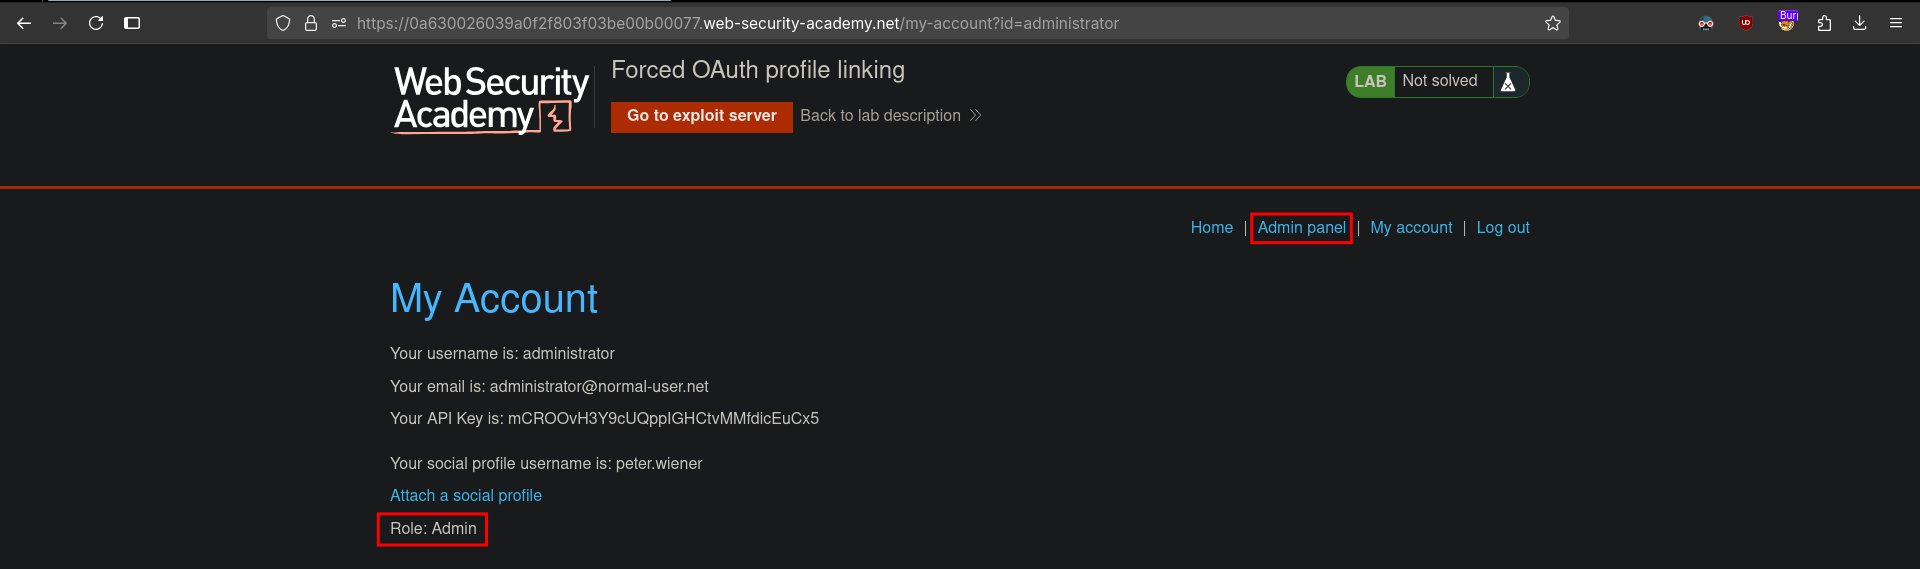 https://0a630026039a0f2f803f03be00b00077.web-security-academy.net/my-account?id=administrator
Bur
Web Security
Academy
Forced OAuth profile linking
Go to exploit server
Back to lab description
LAB
Not solved
Home | Admin panel | My account | Log out
My Account
Your username is: administrator
Your email is: administrator@normal-user.net
Your API Key is: mCROOvH3Y9cUQppIGHCtvMMfdicEuCx5
Your social profile username is: peter.wiener
Attach a social profile
Role: Admin